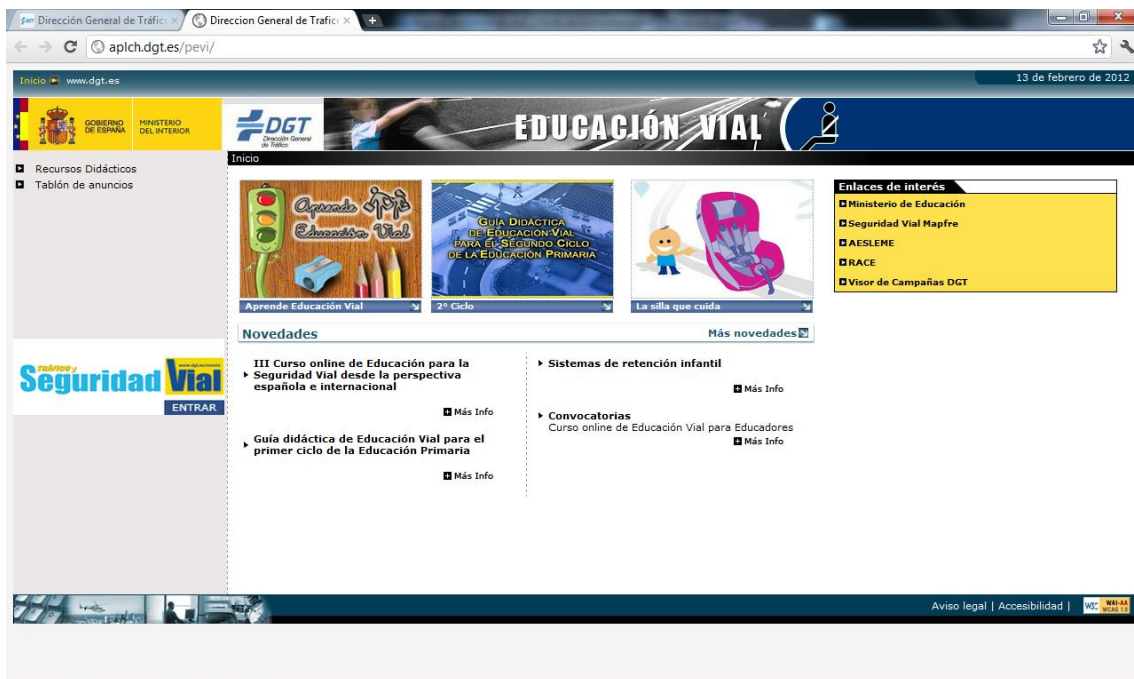 Dirección General de Tráfic
Direccion General de Trafic
aplch.dgt.es/pevi/
Inicio www.dgt.es
13 de febrero de 2012
GOBIERNO DE ESPAÑA
MINISTERIO DEL INTERIOR
DGT
Dirección General de Tráfico
EDUCACIÓN VIAL
Inicio
Recursos Didácticos
Tablón de anuncios
Aprende
Educación Vial
GUÍA DIDÁCTICA
DE EDUCACIÓN VIAL
PARA EL SEGUNDO CICLO
DE LA EDUCACIÓN PRIMARIA
Aprende Educación Vial
2º Ciclo
La silla que cuida
Enlaces de interés
Ministerio de Educación
Seguridad Vial Mapfre
AESLEME
RACE
Visor de Campañas DGT
Novedades
Más novedades
III Curso online de Educación para la
Seguridad Vial desde la perspectiva
española e internacional
Más Info
Guía didáctica de Educación Vial para el
primer ciclo de la Educación Primaria
Más Info
Sistemas de retención infantil
Más Info
Convocatorias
Curso online de Educación Vial para Educadores
Más Info
Tráfico y
Seguridad Vial
ENTRAR
Aviso legal | Accesibilidad |
W3C WAI-AA
WCAG 1.0